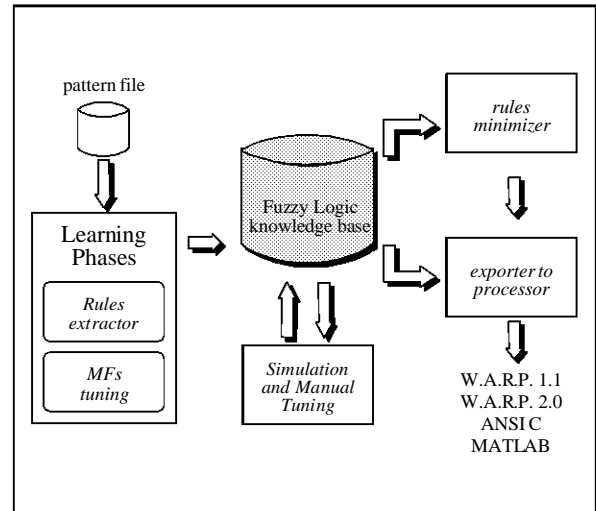 pattern file
Learning
Phases
Rules
extractor
MFs
tuning
Fuzzy Logic
knowledge base
Simulation
and Manual
Tuning
rules
minimizer
exporter to
processor
W.A.R.P. 1.1
W.A.R.P. 2.0
ANSI C
MATLAB